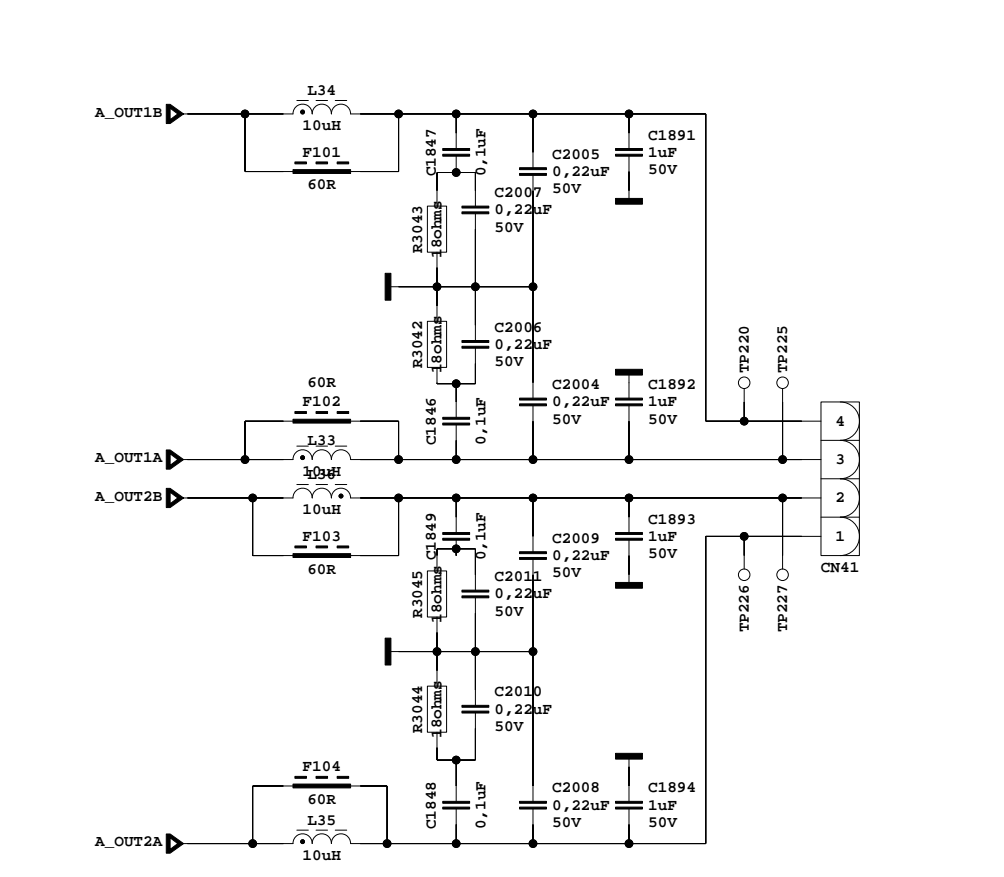 L34
A_OUT1B
10uH
F101
60R
C1847
0,1uF
C2005
0,22uF
50V
C1891
1uF
50V
C2007
0,22uF
50V
R3043
18ohms
R3042
18ohms
C2006
0,22uF
50V
TP220
TP225
60R
F102
C1846
0,1uF
C2004
0,22uF
50V
C1892
1uF
50V
4
L33
A_OUT1A
10uH
3
L36
A_OUT2B
10uH
2
F103
60R
C1849
0,1uF
C2009
0,22uF
50V
C1893
1uF
50V
1
CN41
R3045
18ohms
C2011
0,22uF
50V
TP226
TP227
R3044
18ohms
C2010
0,22uF
50V
F104
60R
C1848
0,1uF
C2008
0,22uF
50V
C1894
1uF
50V
L35
A_OUT2A
10uH